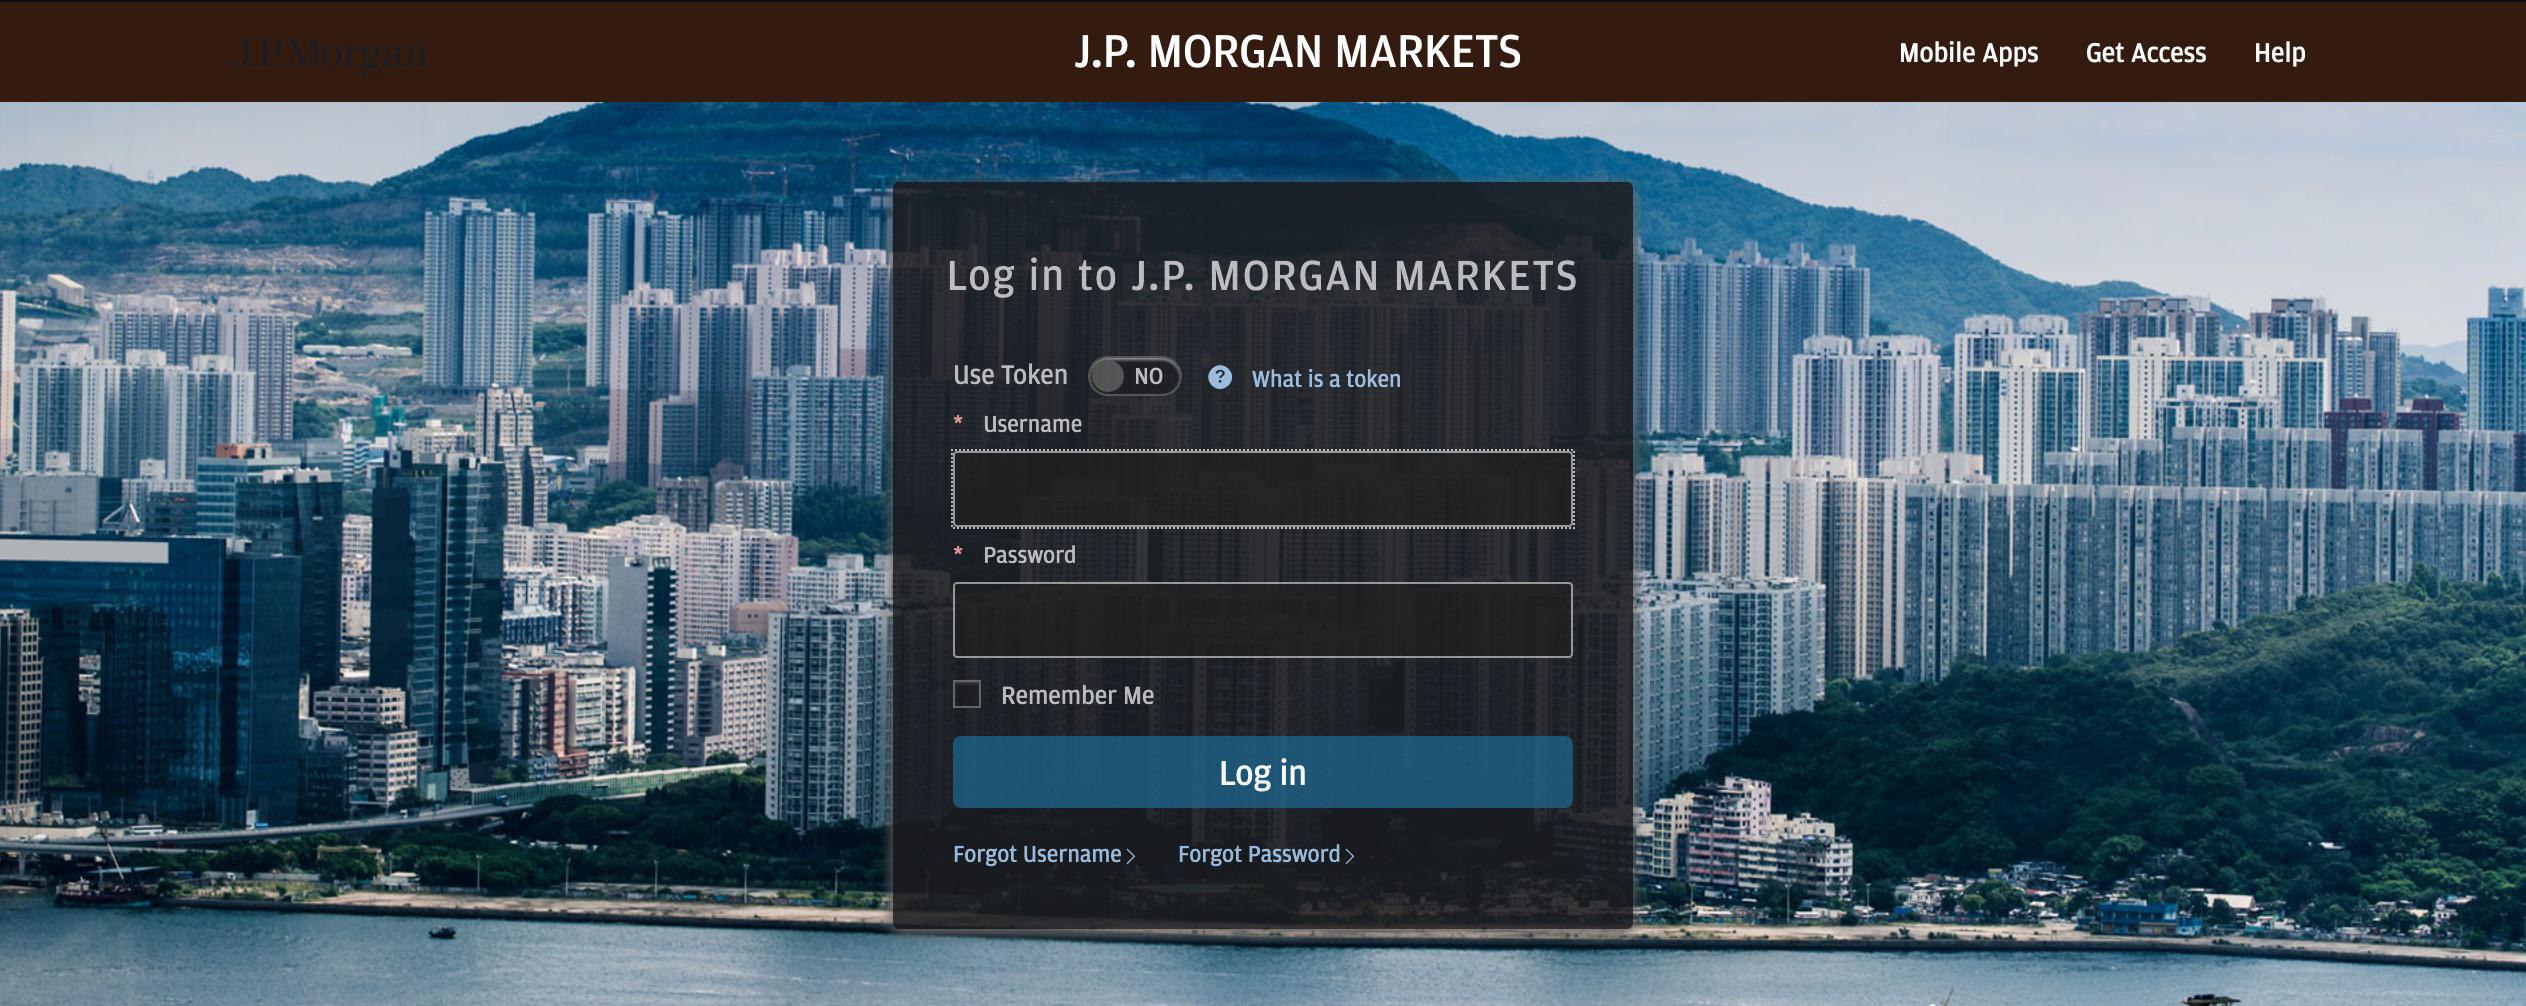 J.P.Morgan
J.P. MORGAN MARKETS
Mobile Apps
Get Access
Help
Log in to J.P. MORGAN MARKETS
Use Token
NO
?
What is a token
* Username
* Password
Remember Me
Log in
Forgot Username >
Forgot Password >